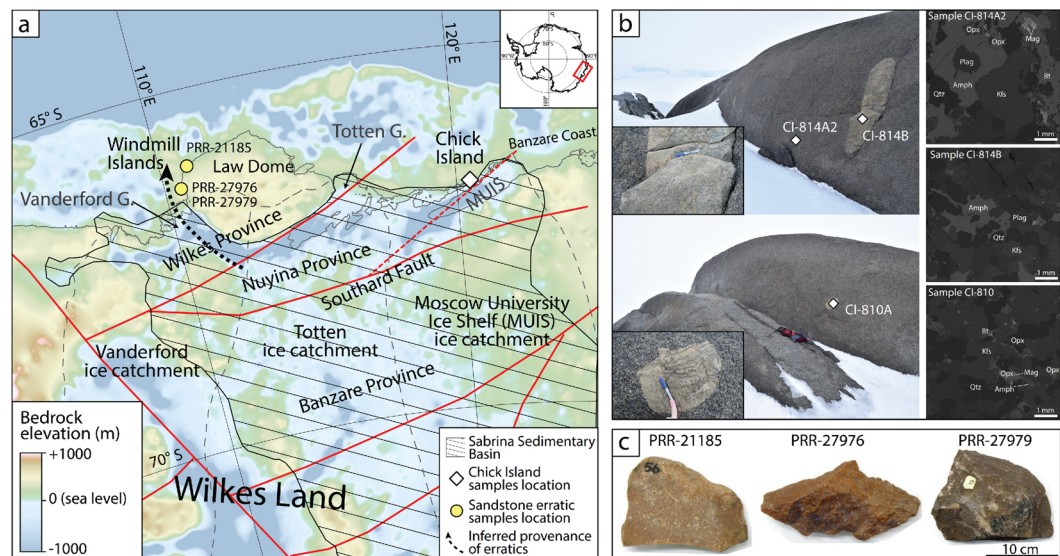 a
65° S
110° E
120° E
70° S
Windmill
Islands
PRR-21185
Law Dome
PRR-27976
PRR-27979
Vanderford G.
Totten G.
Chick
Island
Banzare Coast
MUIS
Wilkes Province
Nuyina Province
Southard Fault
Vanderford
ice catchment
Totten
ice catchment
Moscow University
Ice Shelf (MUIS)
ice catchment
Banzare Province
Wilkes Land
Bedrock
elevation (m)
+1000
0 (sea level)
-1000
Sabrina Sedimentary
Basin
Chick Island
samples location
Sandstone erratic
samples location
Inferred provenance
of erratics
b
CI-814A2
CI-814B
CI-810A
Sample CI-814A2
Opx
Mag
Opx
Plag
Bt
Amph
Qtz
Kfs
1 mm
Sample CI-814B
Amph
Plag
Qtz
Kfs
1 mm
Sample CI-810
Bt
Opx
Kfs
Opx
Mag
Qtz
Amph
1 mm
c
PRR-21185
PRR-27976
PRR-27979
56
10 cm